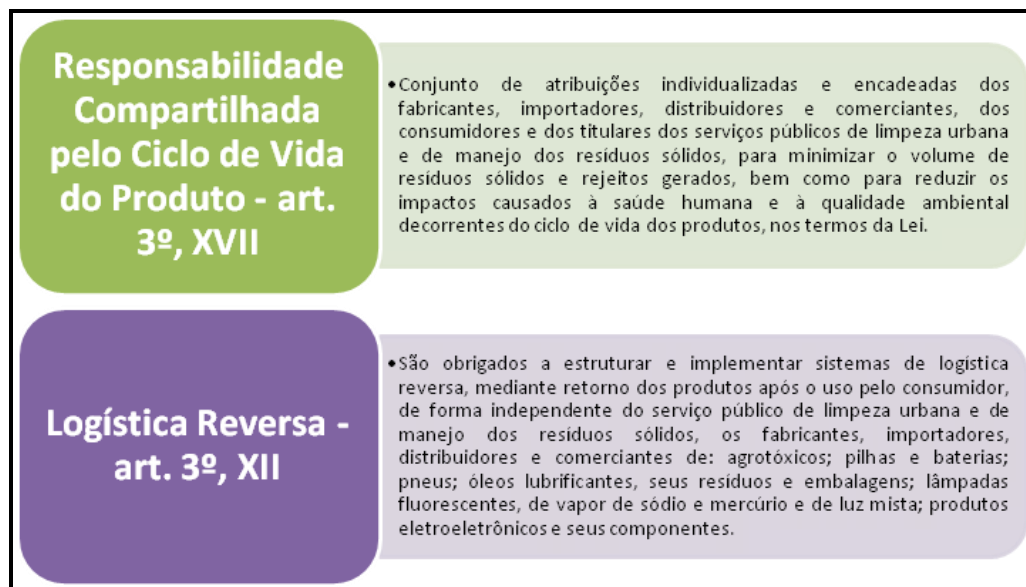 Responsabilidade
Compartilhada
pelo Ciclo de Vida
do Produto - art.
3º, XVII
•Conjunto de atribuições individualizadas e encadeadas dos
fabricantes, importadores, distribuidores e comerciantes, dos
consumidores e dos titulares dos serviços públicos de limpeza urbana
e de manejo dos resíduos sólidos, para minimizar o volume de
resíduos sólidos e rejeitos gerados, bem como para reduzir os
impactos causados à saúde humana e à qualidade ambiental
decorrentes do ciclo de vida dos produtos, nos termos da Lei.
Logística Reversa -
art. 3º, XII
•São obrigados a estruturar e implementar sistemas de logística
reversa, mediante retorno dos produtos após o uso pelo consumidor,
de forma independente do serviço público de limpeza urbana e de
manejo dos resíduos sólidos, os fabricantes, importadores,
distribuidores e comerciantes de: agrotóxicos; pilhas e baterias;
pneus; óleos lubrificantes, seus resíduos e embalagens; lâmpadas
fluorescentes, de vapor de sódio e mercúrio e de luz mista; produtos
eletroeletrônicos e seus componentes.